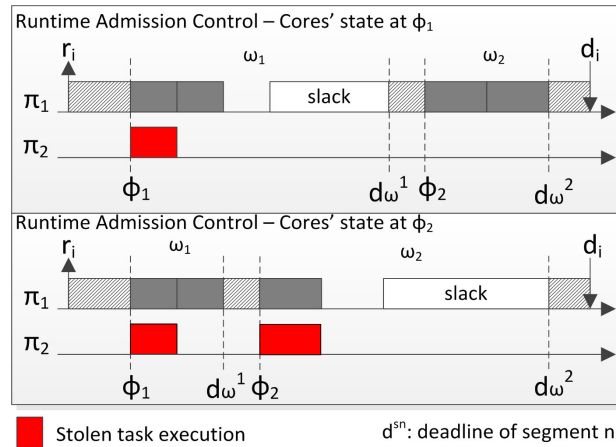 Runtime Admission Control – Cores' state at ϕ1
ri
ω1
ω2
di
π1
slack
π2
ϕ1
dω1
ϕ2
dω2
Runtime Admission Control – Cores' state at ϕ2
ri
ω1
ω2
di
π1
slack
π2
ϕ1
dω1
ϕ2
dω2
Stolen task execution
dsn: deadline of segment n